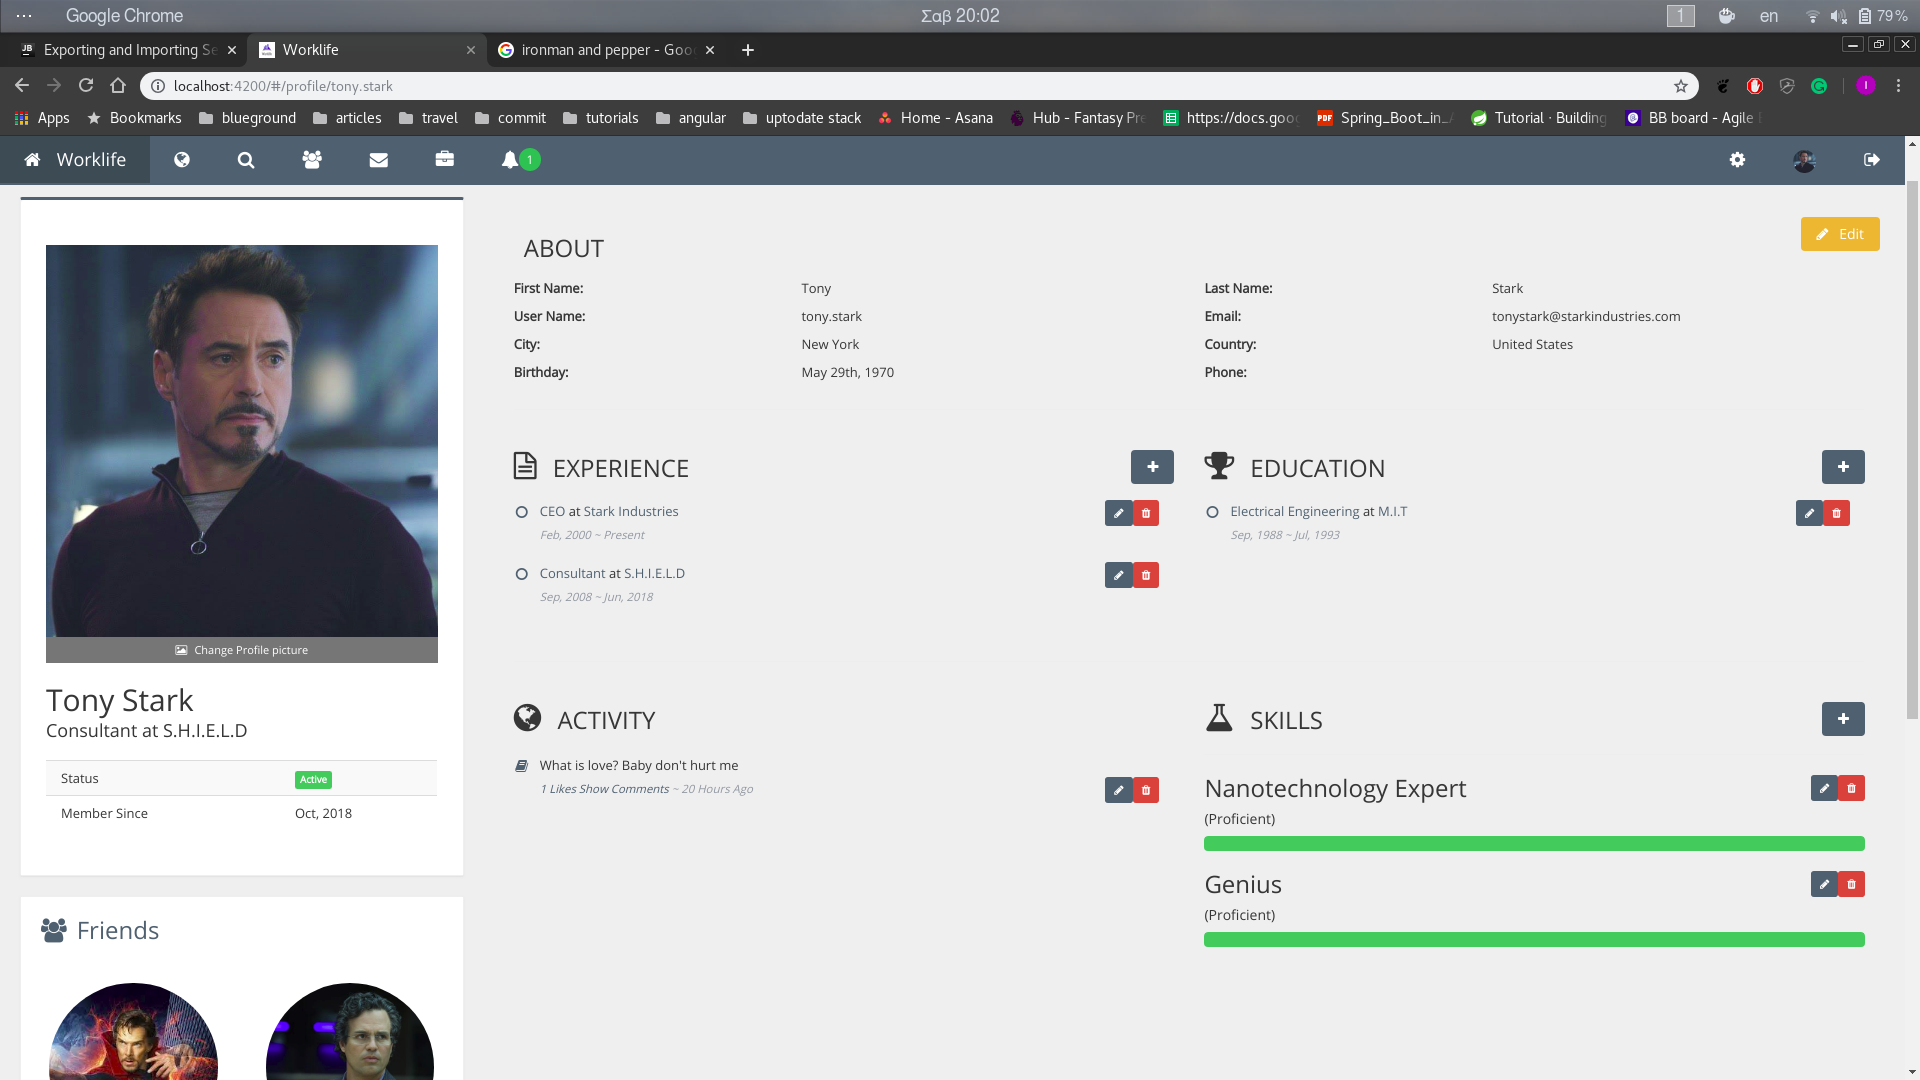 Google Chrome
Σαβ 20:02
1
en
79 %
Exporting and Importing Se
Worklife
ironman and pepper - Goo
localhost:4200/#/profile/tony.stark
Apps
Bookmarks
blueground
articles
travel
commit
tutorials
angular
uptodate stack
Home - Asana
Hub - Fantasy Pre
https://docs.goo
Spring_Boot_in_
Tutorial · Building
BB board - Agile
Worklife
1
Edit
ABOUT
First Name: Tony Last Name: Stark
User Name: tony.stark Email: tonystark@starkindustries.com
City: New York Country: United States
Birthday: May 29th, 1970 Phone:
Change Profile picture
Tony Stark
Consultant at S.H.I.E.L.D
Status Active
Member Since Oct, 2018
Friends
EXPERIENCE
CEO at Stark Industries
Feb, 2000 ~ Present
Consultant at S.H.I.E.L.D
Sep, 2008 ~ Jun, 2018
EDUCATION
Electrical Engineering at M.I.T
Sep, 1988 ~ Jul, 1993
ACTIVITY
What is love? Baby don't hurt me
1 Likes Show Comments ~ 20 Hours Ago
SKILLS
Nanotechnology Expert
(Proficient)
Genius
(Proficient)